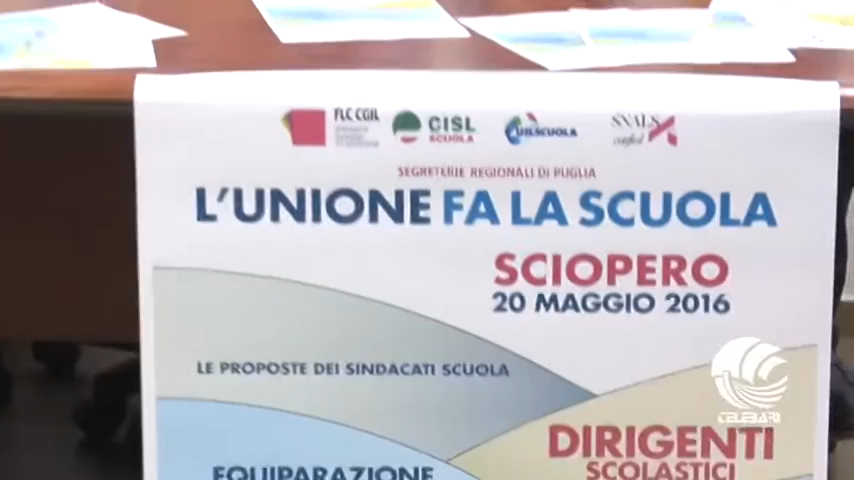 FLC CGIL
CISL
SCUOLA
UILSCUOLA
SNALS
confsal
SEGRETERIE REGIONALI DI PUGLIA
L'UNIONE FA LA SCUOLA
SCIOPERO
20 MAGGIO 2016
LE PROPOSTE DEI SINDACATI SCUOLA
DIRIGENTI
SCOLASTICI
EQUIPARAZIONE
CELEBARI